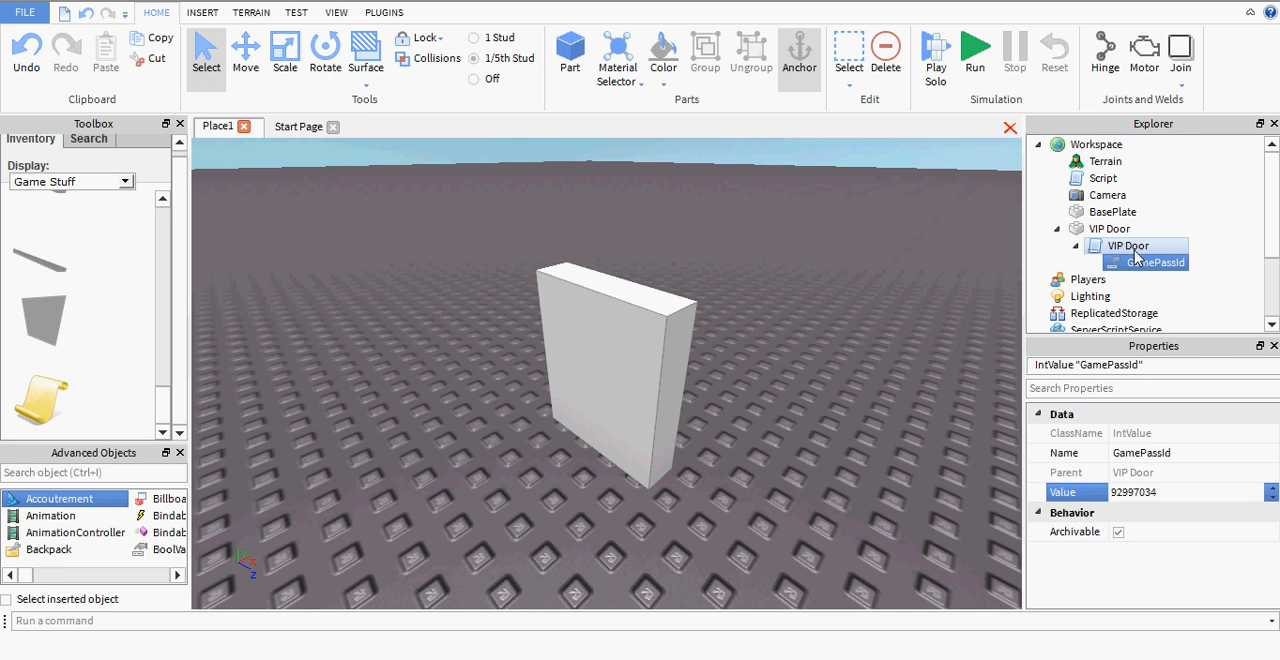 FILE HOME INSERT TERRAIN TEST VIEW PLUGINS
Undo Redo Paste Copy Cut
Clipboard
Select Move Scale Rotate Surface Lock Collisions 1 Stud 1/5th Stud Off
Tools
Part Material Selector Color Group Ungroup Anchor
Parts
Select Delete
Edit
Play Solo Run Stop Reset
Simulation
Hinge Motor Join
Joints and Welds
Toolbox
Inventory Search
Display:
Game Stuff
Advanced Objects
Search object (Ctrl+I)
Accoutrement Billboa
Animation Bindab
AnimationController Bindab
Backpack BoolVa
Select inserted object
Run a command
Place1 Start Page
Explorer
Workspace
Terrain
Script
Camera
BasePlate
VIP Door
VIP Door
GamePassId
Players
Lighting
ReplicatedStorage
ServerScriptService
Properties
IntValue "GamePassId"
Search Properties
Data
ClassName IntValue
Name GamePassId
Parent VIP Door
Value 92997034
Behavior
Archivable